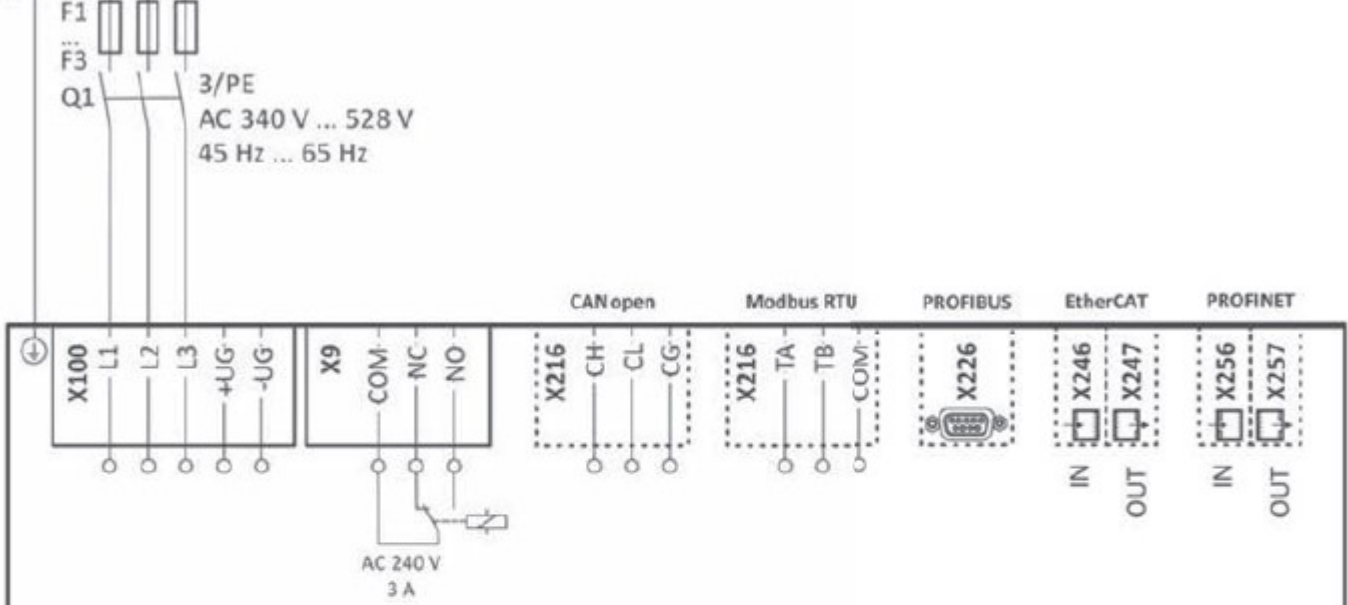 F1
...
F3
Q1
3/PE
AC 340 V ... 528 V
45 Hz ... 65 Hz
CANopen
Modbus RTU
PROFIBUS
EtherCAT
PROFINET
X100
L1
L2
L3
+UG
-UG
X9
COM
NC
NO
X216
CH
CL
CG
X216
TA
TB
COM
X226
X246
X247
X256
X257
IN
OUT
IN
OUT
AC 240 V
3 A